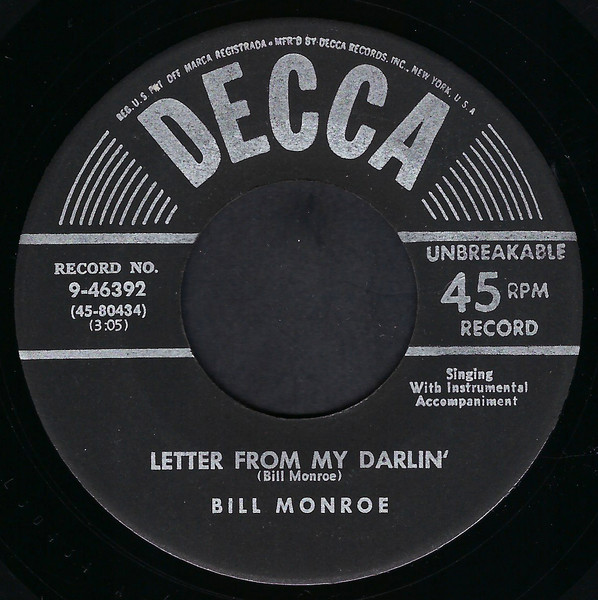 REG. U.S. PAT OFF MARCA REGISTRADA • MFR'D BY DECCA RECORDS, INC., NEW YORK, U.S.A
DECCA
RECORD NO.
9-46392
(45-80434)
(3:05)
UNBREAKABLE
45 RPM
RECORD
Singing
With Instrumental
Accompaniment
LETTER FROM MY DARLIN'
(Bill Monroe)
BILL MONROE